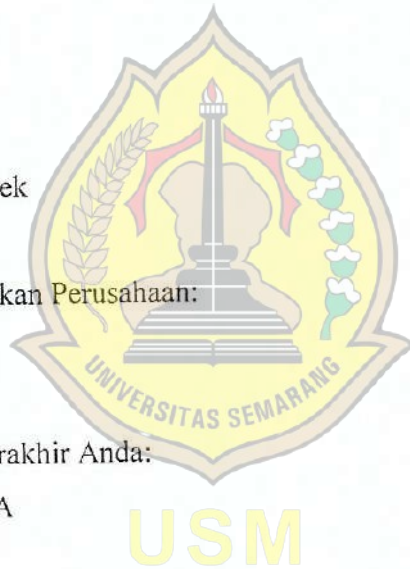 ek
kan Perusahaan:
UNIVERSITAS SEMARANG
rakhir Anda:
A
USM